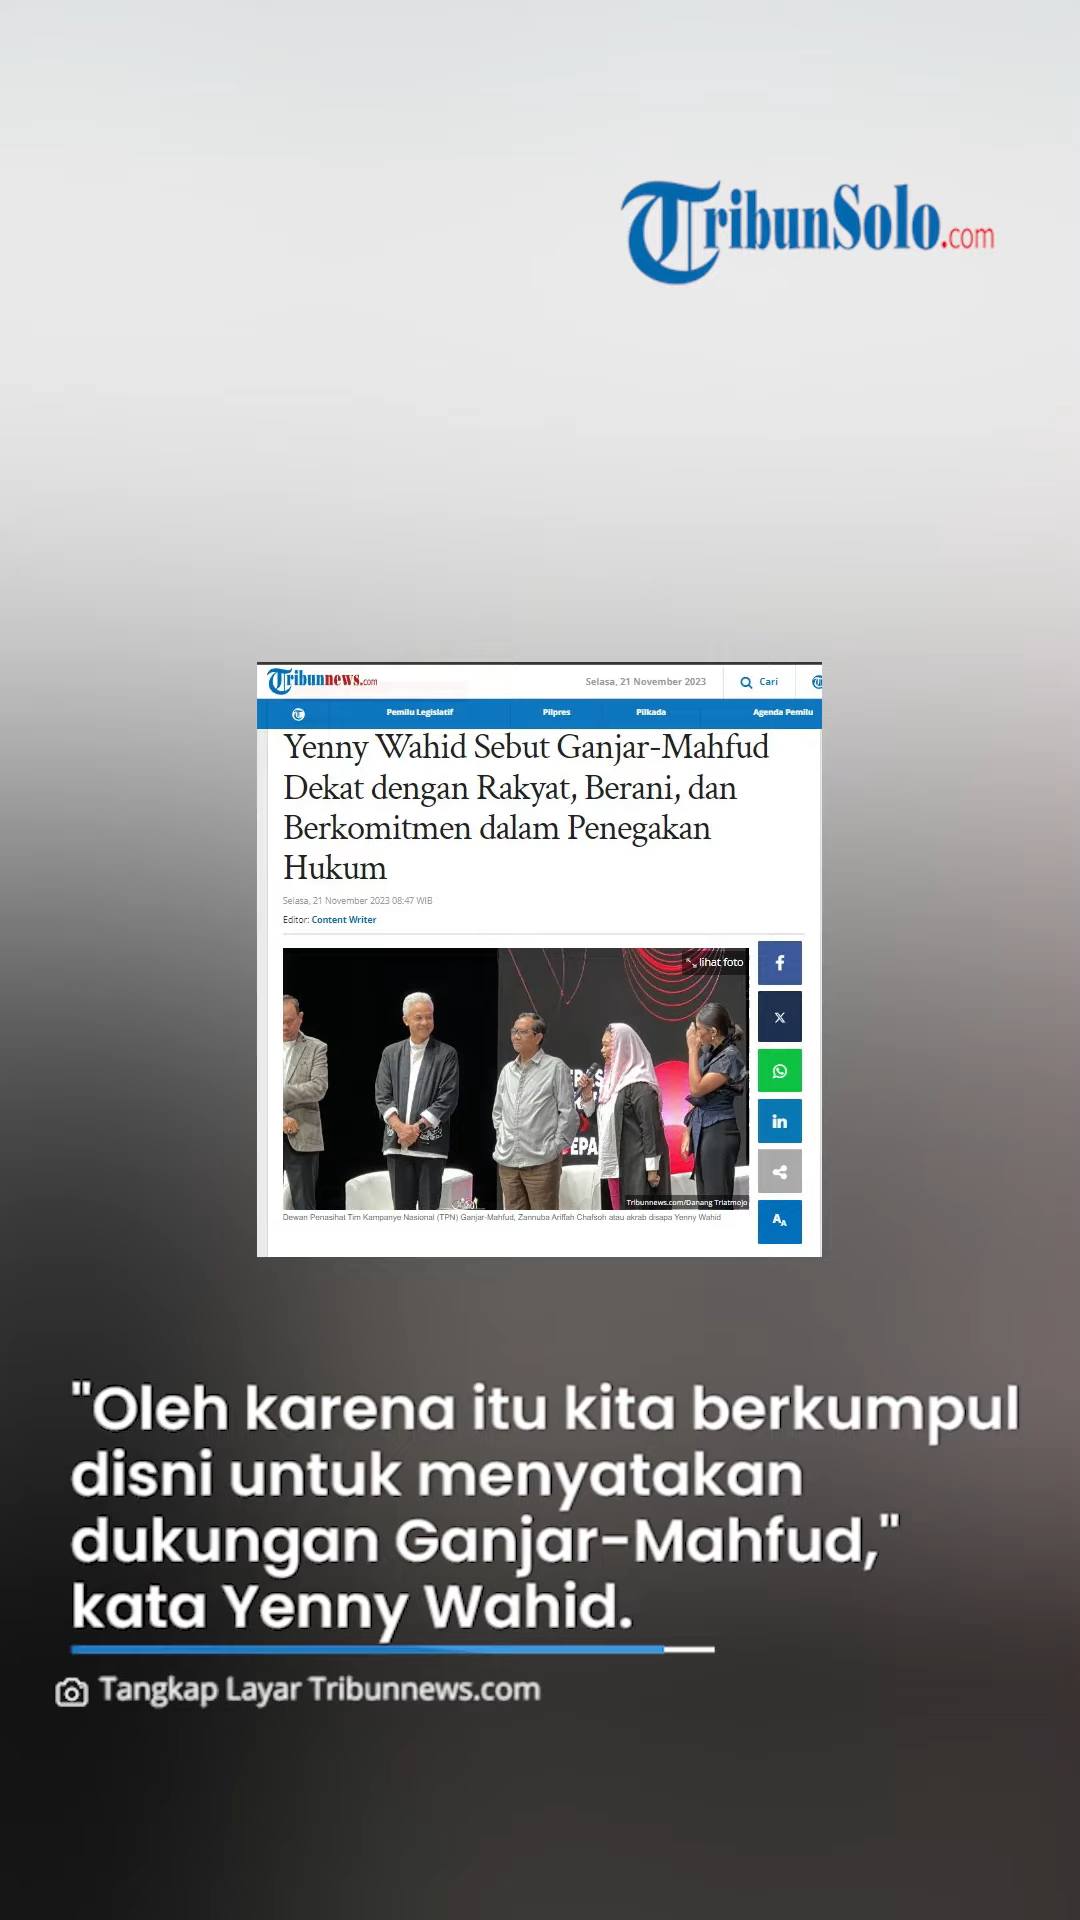 TribunSolo.com
Tribunnews.com
Selasa, 21 November 2023
Cari
Pemilu Legislatif
Pilpres
Pilkada
Agenda Pemilu
Yenny Wahid Sebut Ganjar-Mahfud
Dekat dengan Rakyat, Berani, dan
Berkomitmen dalam Penegakan
Hukum
Selasa, 21 November 2023 08:47 WIB
Editor: Content Writer
lihat foto
Tribunnews.com/Danang Triatmojo
Dewan Penasihat Tim Kampanye Nasional (TPN) Ganjar-Mahfud, Zannuba Ariffah Chafsoh atau akrab disapa Yenny Wahid
"Oleh karena itu kita berkumpul
disni untuk menyatakan
dukungan Ganjar-Mahfud,"
kata Yenny Wahid.
Tangkap Layar Tribunnews.com